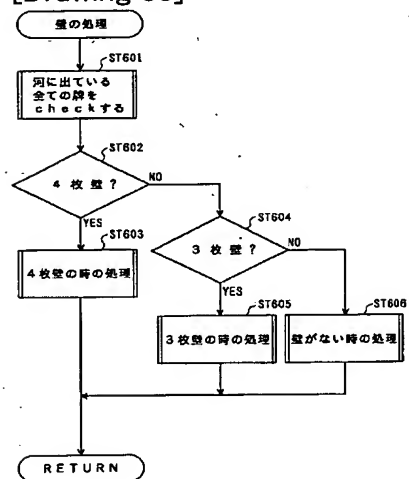 壁の処理
ST601
河に出ている
全ての牌を
checkする
ST602
4枚壁?
NO
YES
ST603
4枚壁の時の処理
ST604
3枚壁?
NO
YES
ST605
3枚壁の時の処理
ST606
壁がない時の処理
RETURN